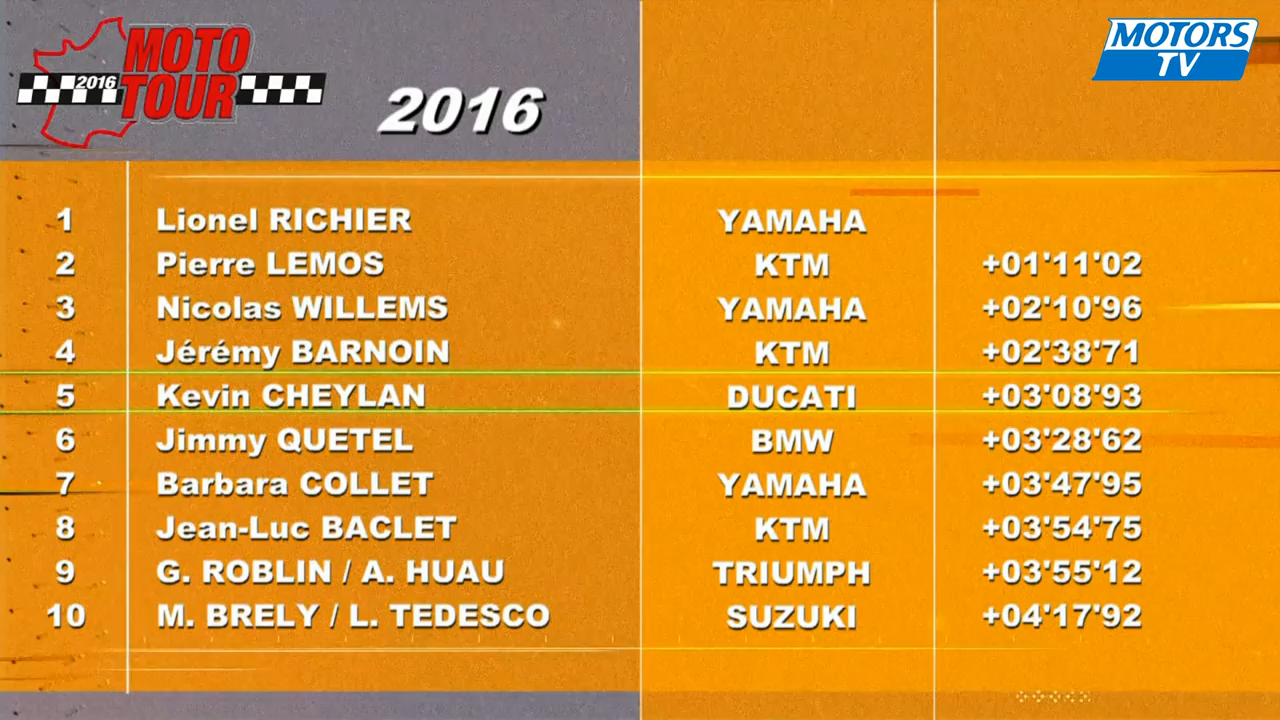 MOTO
2016 TOUR
2016
MOTORS
TV
1 Lionel RICHIER YAMAHA
2 Pierre LEMOS KTM +01'11'02
3 Nicolas WILLEMS YAMAHA +02'10'96
4 Jérémy BARNOIN KTM +02'38'71
5 Kevin CHEYLAN DUCATI +03'08'93
6 Jimmy QUETEL BMW +03'28'62
7 Barbara COLLET YAMAHA +03'47'95
8 Jean-Luc BACLET KTM +03'54'75
9 G. ROBLIN / A. HUAU TRIUMPH +03'55'12
10 M. BRELY / L. TEDESCO SUZUKI +04'17'92